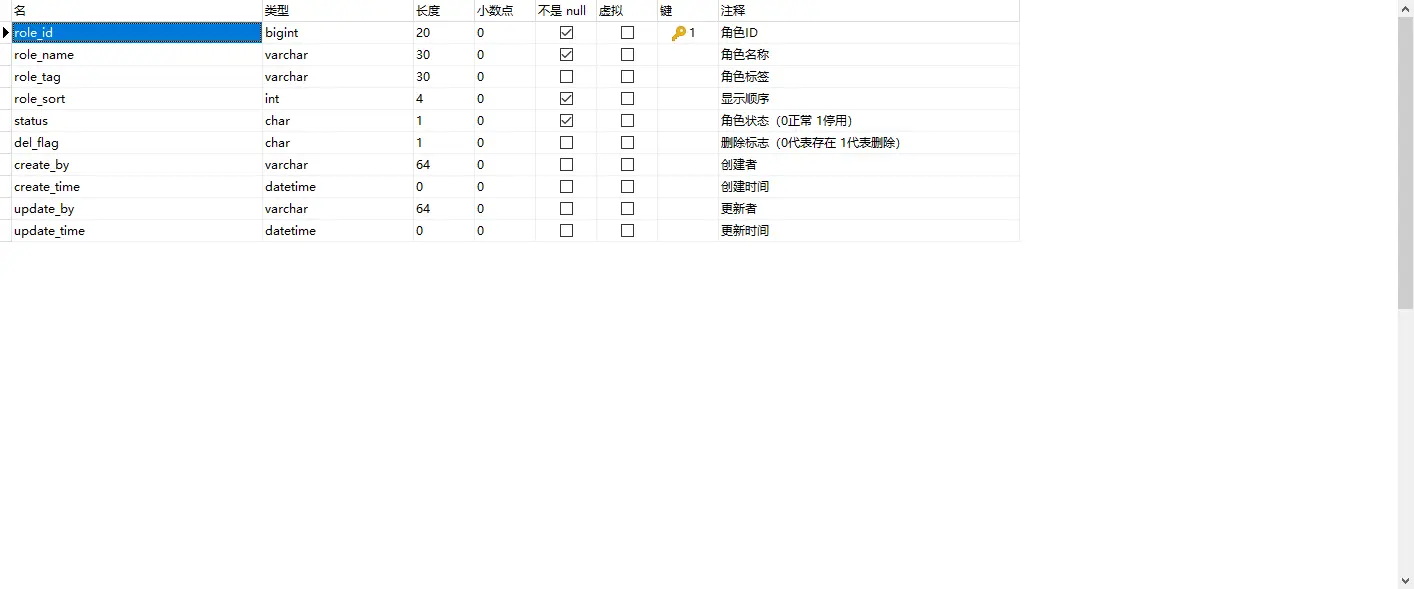 名 类型 长度 小数点 不是 null 虚拟 键 注释
role_id bigint 20 0 1 角色ID
role_name varchar 30 0 角色名称
role_tag varchar 30 0 角色标签
role_sort int 4 0 显示顺序
status char 1 0 角色状态（0正常 1停用）
del_flag char 1 0 删除标志（0代表存在 1代表删除）
create_by varchar 64 0 创建者
create_time datetime 0 0 创建时间
update_by varchar 64 0 更新者
update_time datetime 0 0 更新时间